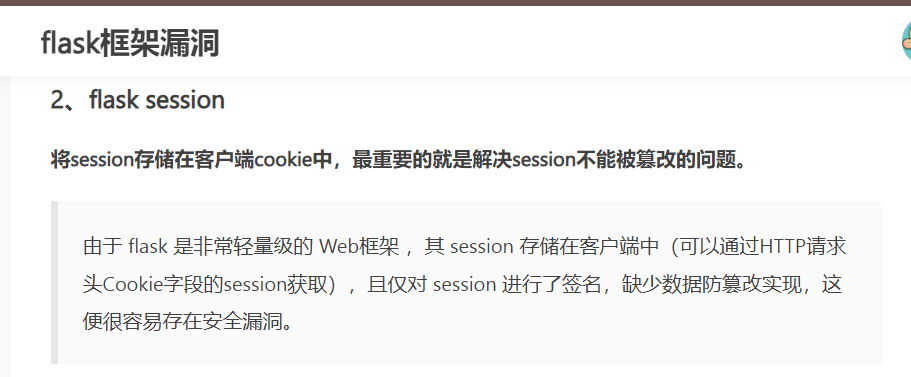 flask框架漏洞
2、flask session
将session存储在客户端cookie中，最重要的就是解决session不能被篡改的问题。
由于 flask 是非常轻量级的 Web框架 ，其 session 存储在客户端中（可以通过HTTP请求
头Cookie字段的session获取），且仅对 session 进行了签名，缺少数据防篡改实现，这
便很容易存在安全漏洞。